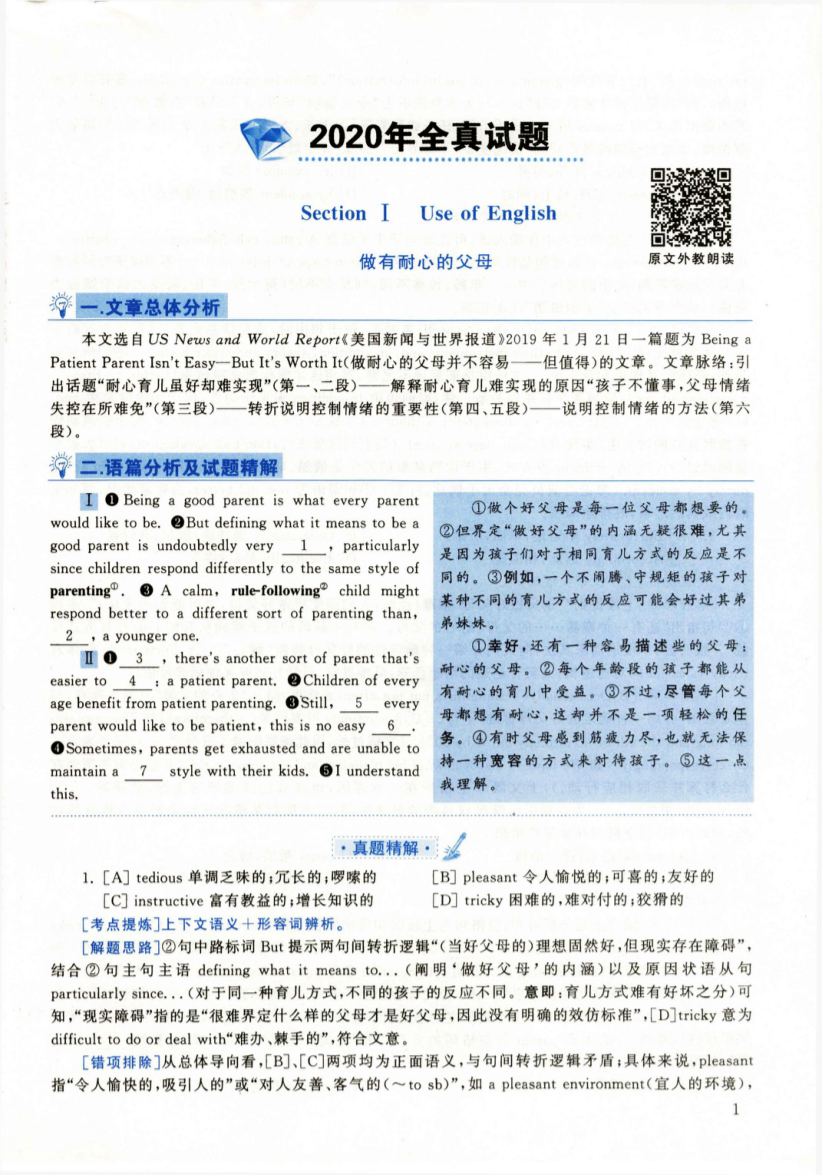 2020年全真试题
Section Ⅰ Use of English
做有耐心的父母
原文外教朗读
一.文章总体分析
本文选自 US News and World Report《美国新闻与世界报道》2019 年 1 月 21 日一篇题为 Being a
Patient Parent Isn't Easy—But It's Worth It(做耐心的父母并不容易——但值得)的文章。文章脉络:引
出话题“耐心育儿虽好却难实现”(第一、二段)——解释耐心育儿难实现的原因“孩子不懂事,父母情绪
失控在所难免”(第三段)——转折说明控制情绪的重要性(第四、五段)——说明控制情绪的方法(第六
段)。
二.语篇分析及试题精解
Ⅰ ❶ Being a good parent is what every parent
would like to be. ❷But defining what it means to be a
good parent is undoubtedly very 1 , particularly
since children respond differently to the same style of
parenting①. ❸ A calm, rule-following② child might
respond better to a different sort of parenting than,
2 , a younger one.
Ⅱ ❶ 3 , there's another sort of parent that's
easier to 4 : a patient parent. ❷Children of every
age benefit from patient parenting. ❸Still, 5 every
parent would like to be patient, this is no easy 6 .
❹Sometimes, parents get exhausted and are unable to
maintain a 7 style with their kids. ❺I understand
this.
①做个好父母是每一位父母都想要的。
②但界定“做好父母”的内涵无疑很难,尤其
是因为孩子们对于相同育儿方式的反应是不
同的。③例如,一个不闹腾、守规矩的孩子对
某种不同的育儿方式的反应可能会好过其弟
弟妹妹。
①幸好,还有一种容易描述些的父母:
耐心的父母。②每个年龄段的孩子都能从
有耐心的育儿中受益。③不过,尽管每个父
母都想有耐心,这却并不是一项轻松的任
务。④有时父母感到筋疲力尽,也就无法保
持一种宽容的方式来对待孩子。⑤这一点
我理解。
·真题精解·
1. [A] tedious 单调乏味的;冗长的;啰嗦的 [B] pleasant 令人愉悦的;可喜的;友好的
[C] instructive 富有教益的;增长知识的 [D] tricky 困难的,难对付的;狡猾的
[考点提炼]上下文语义+形容词辨析。
[解题思路]②句中路标词 But 提示两句间转折逻辑“(当好父母的)理想固然好,但现实存在障碍”,
结合②句主句主语 defining what it means to...(阐明‘做好父母’的内涵)以及原因状语从句
particularly since...(对于同一种育儿方式,不同的孩子的反应不同。意即:育儿方式难有好坏之分)可
知,“现实障碍”指的是“很难界定什么样的父母才是好父母,因此没有明确的效仿标准”,[D]tricky 意为
difficult to do or deal with“难办、棘手的”,符合文意。
[错项排除]从总体导向看,[B]、[C]两项均为正面语义,与句间转折逻辑矛盾;具体来说,pleasant
指“令人愉快的,吸引人的”或“对人友善、客气的(～to sb)”,如 a pleasant environment(宜人的环境),
1